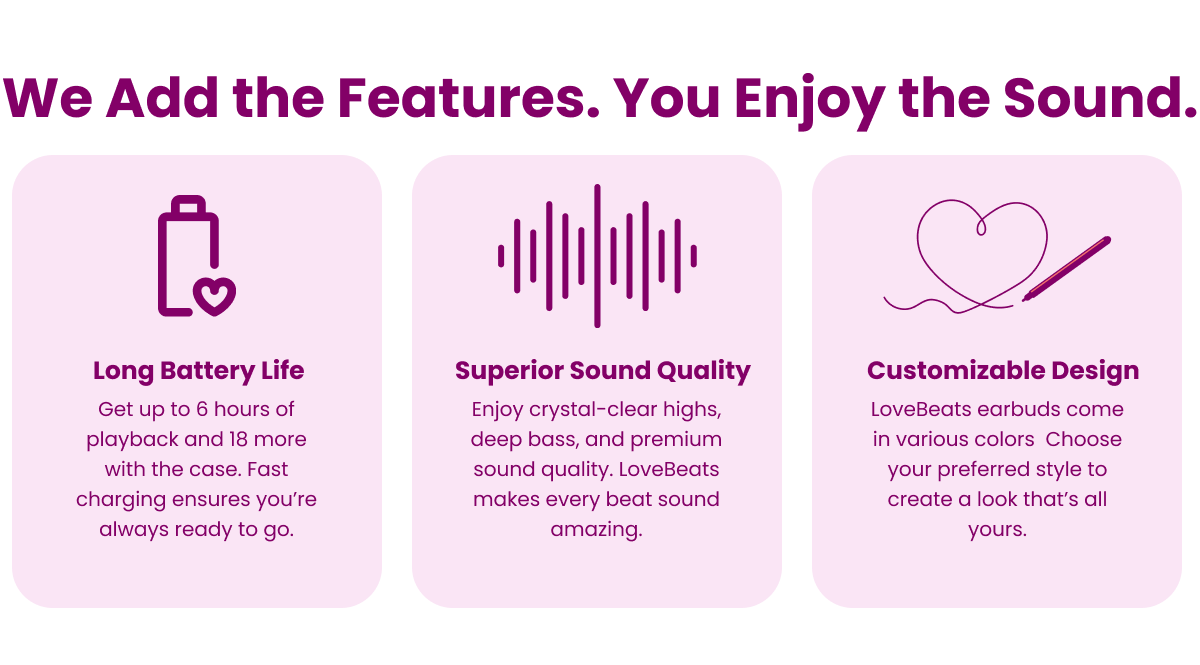 We Add the Features. You Enjoy the Sound.
Long Battery Life
Get up to 6 hours of
playback and 18 more
with the case. Fast
charging ensures you’re
always ready to go.
Superior Sound Quality
Enjoy crystal-clear highs,
deep bass, and premium
sound quality. LoveBeats
makes every beat sound
amazing.
Customizable Design
LoveBeats earbuds come
in various colors  Choose
your preferred style to
create a look that’s all
yours.